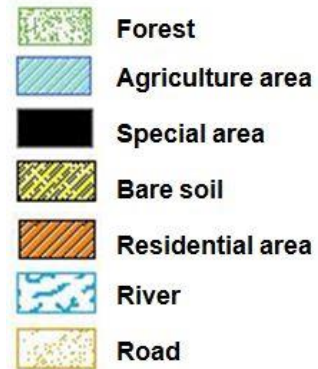 Forest
Agriculture area
Special area
Bare soil
Residential area
River
Road